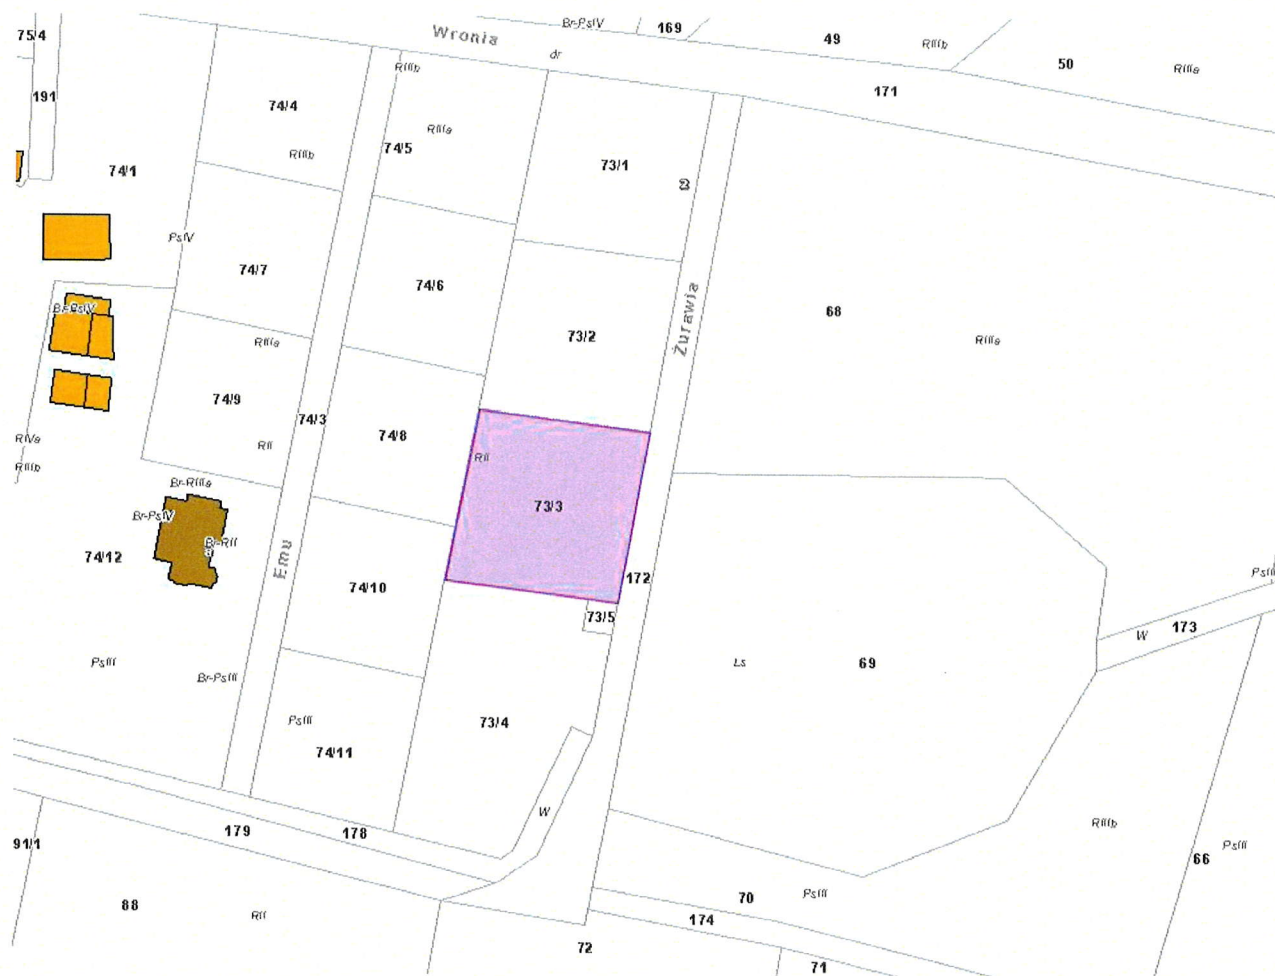 Br-PsIV
169
75/4
Wronia
dr
49
RIIIb
50
RIIIa
RIIIb
191
74/4
171
RIIIa
74/5
RIIIb
73/1
74/1
PsIV
74/7
74/6
Żurawia
68
Br-PsIV
73/2
RIIIa
RIIIa
74/9
74/3
74/8
RIVa
RII
RII
RIIIb
Br-RIIIa
73/3
Br-PsIV
Br-RII
a
74/12
Emu
74/10
172
PsIII
73/5
173
W
PsIII
Ls
69
Br-PsIII
PsIII
73/4
74/11
W
179
178
RIIIb
91/1
PsIII
66
70
PsIII
88
RII
174
72
71